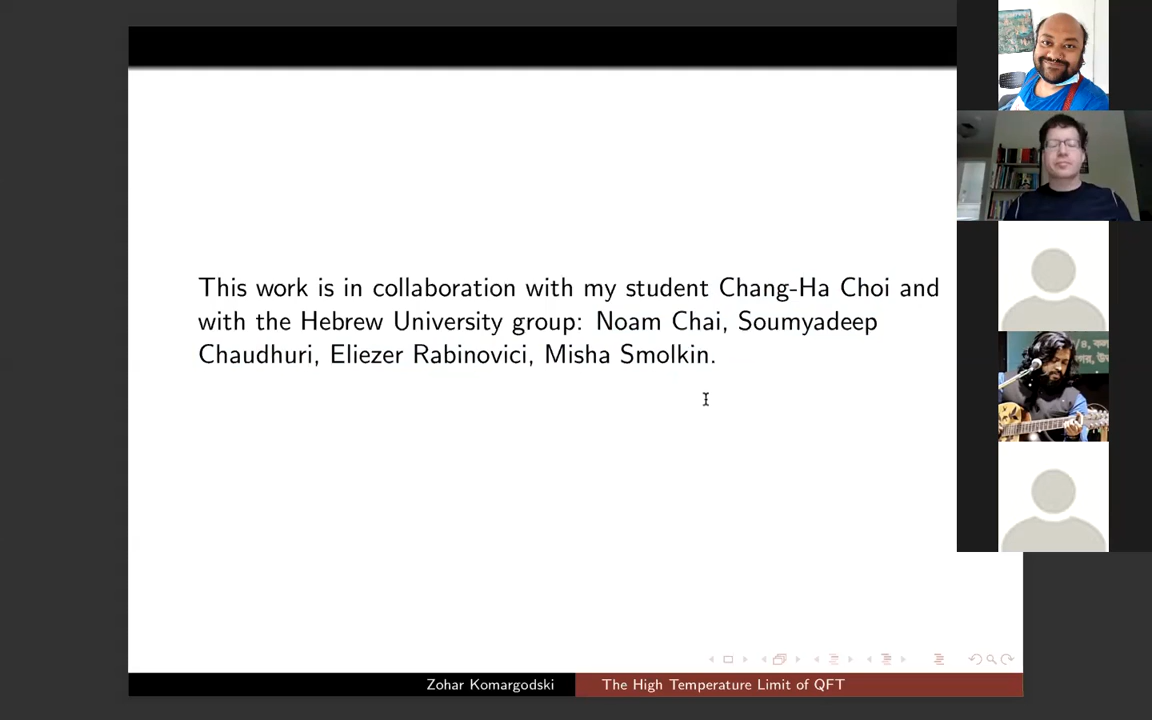 This work is in collaboration with my student Chang-Ha Choi and
with the Hebrew University group: Noam Chai, Soumyadeep
Chaudhuri, Eliezer Rabinovici, Misha Smolkin.
Zohar Komargodski
The High Temperature Limit of QFT